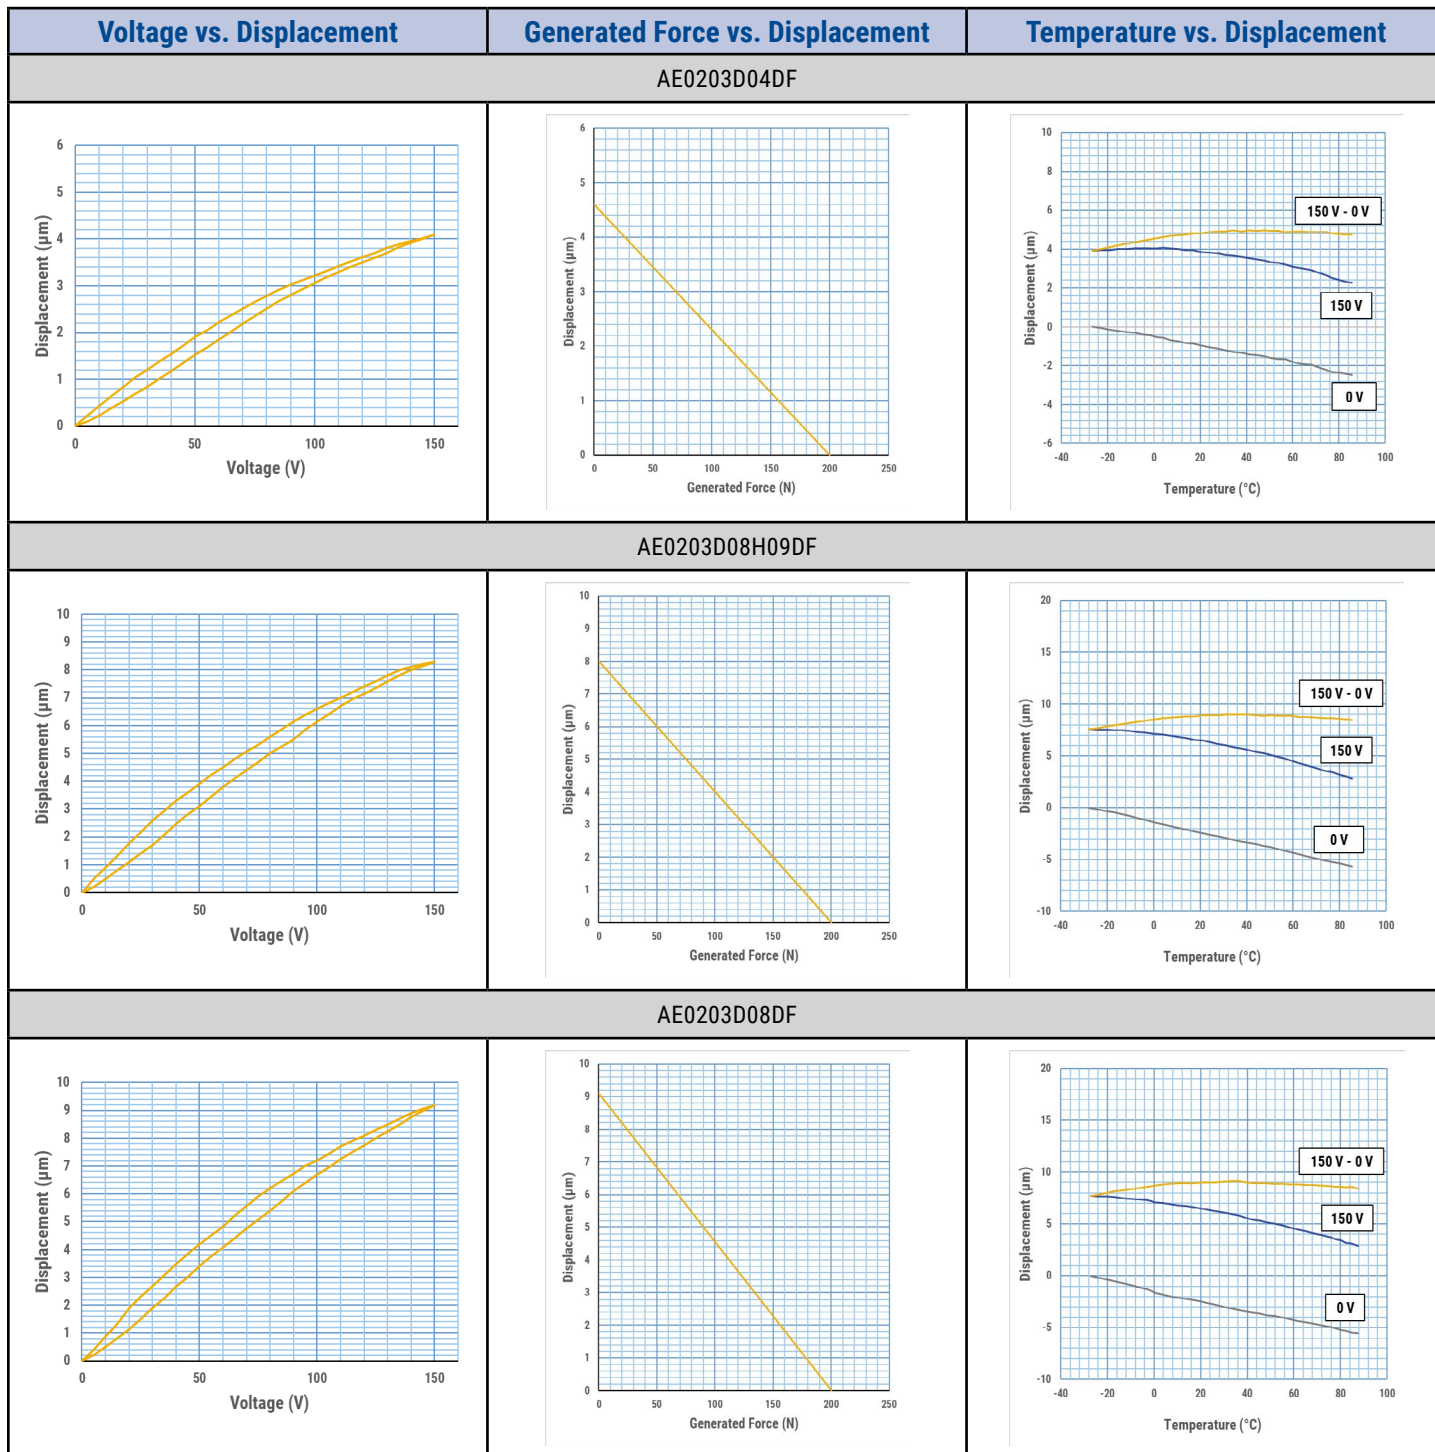 Voltage vs. Displacement
Generated Force vs. Displacement
Temperature vs. Displacement
AE0203D04DF
6
5
4
3
2
1
0
0 50 100 150
Displacement (µm)
Voltage (V)
6
5
4
3
2
1
0
0 50 100 150 200 250
Displacement (µm)
Generated Force (N)
10
8
6
4
2
0
-2
-4
-6
-40 -20 0 20 40 60 80 100
Displacement (µm)
Temperature (°C)
150 V - 0 V
150 V
0 V
AE0203D08H09DF
10
9
8
7
6
5
4
3
2
1
0
0 50 100 150
Displacement (µm)
Voltage (V)
10
9
8
7
6
5
4
3
2
1
0
0 50 100 150 200 250
Displacement (µm)
Generated Force (N)
20
15
10
5
0
-5
-10
-40 -20 0 20 40 60 80 100
Displacement (µm)
Temperature (°C)
150 V - 0 V
150 V
0 V
AE0203D08DF
10
9
8
7
6
5
4
3
2
1
0
0 50 100 150
Displacement (µm)
Voltage (V)
10
9
8
7
6
5
4
3
2
1
0
0 50 100 150 200 250
Displacement (µm)
Generated Force (N)
20
15
10
5
0
-5
-10
-40 -20 0 20 40 60 80 100
Displacement (µm)
Temperature (°C)
150 V - 0 V
150 V
0 V